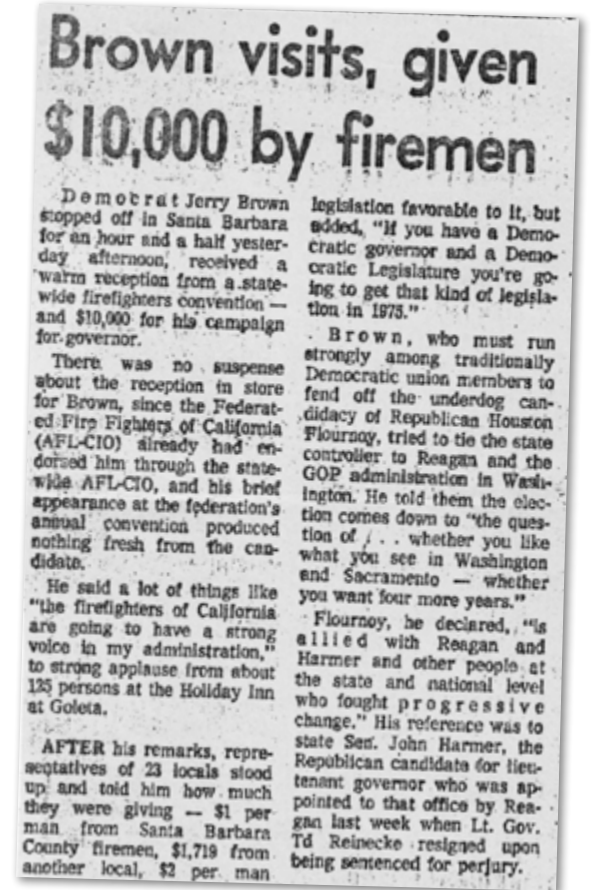 Brown visits, given
$10,000 by firemen
Democrat Jerry Brown
stopped off in Santa Barbara
for an hour and a half yester-
day afternoon, received a
warm reception from a state-
wide firefighters convention —
and $10,000 for his campaign
for governor.
There was no suspense
about the reception in store
for Brown, since the Federat-
ed Fire Fighters of California
(AFL-CIO) already had en-
dorsed him through the state-
wide AFL-CIO, and his brief
appearance at the federation's
annual convention produced
nothing fresh from the can-
didate.
He said a lot of things like
"the firefighters of California
are going to have a strong
voice in my administration,"
to strong applause from about
125 persons at the Holiday Inn
at Goleta.
AFTER his remarks, repre-
sentatives of 23 locals stood
up and told him how much
they were giving — $1 per
man from Santa Barbara
County firemen, $1,719 from
another local, $2 per man
legislation favorable to it, but
added, "If you have a Demo-
cratic governor and a Demo-
cratic Legislature you're go-
ing to get that kind of legisla-
tion in 1975."
Brown, who must run
strongly among traditionally
Democratic union members to
fend off the underdog can-
didacy of Republican Houston
Flournoy, tried to tie the state
controller to Reagan and the
GOP administration in Wash-
ington. He told them the elec-
tion comes down to "the ques-
tion of . . . whether you like
what you see in Washington
and Sacramento — whether
you want four more years."
Flournoy, he declared, "is
allied with Reagan and
Harmer and other people at
the state and national level
who fought progressive
change." His reference was to
state Sen. John Harmer, the
Republican candidate for lieu-
tenant governor who was ap-
pointed to that office by Rea-
gan last week when Lt. Gov.
Td Reinecke resigned upon
being sentenced for perjury.